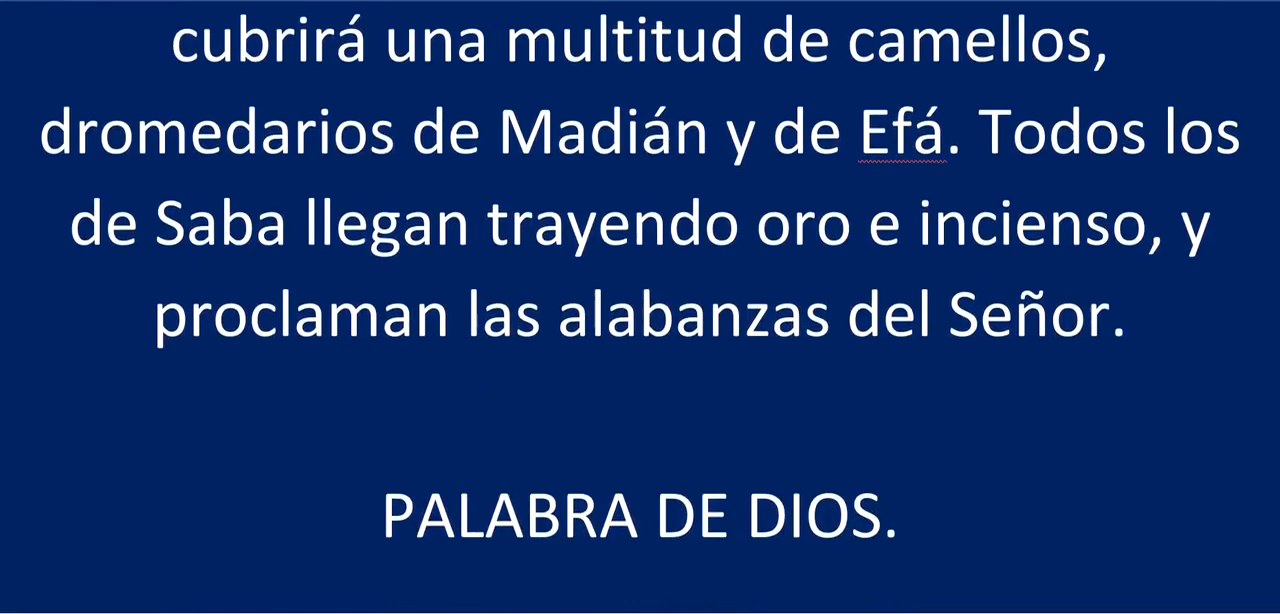 cubrirá una multitud de camellos,
dromedarios de Madián y de Efá. Todos los
de Saba llegan trayendo oro e incienso, y
proclaman las alabanzas del Señor.
PALABRA DE DIOS.